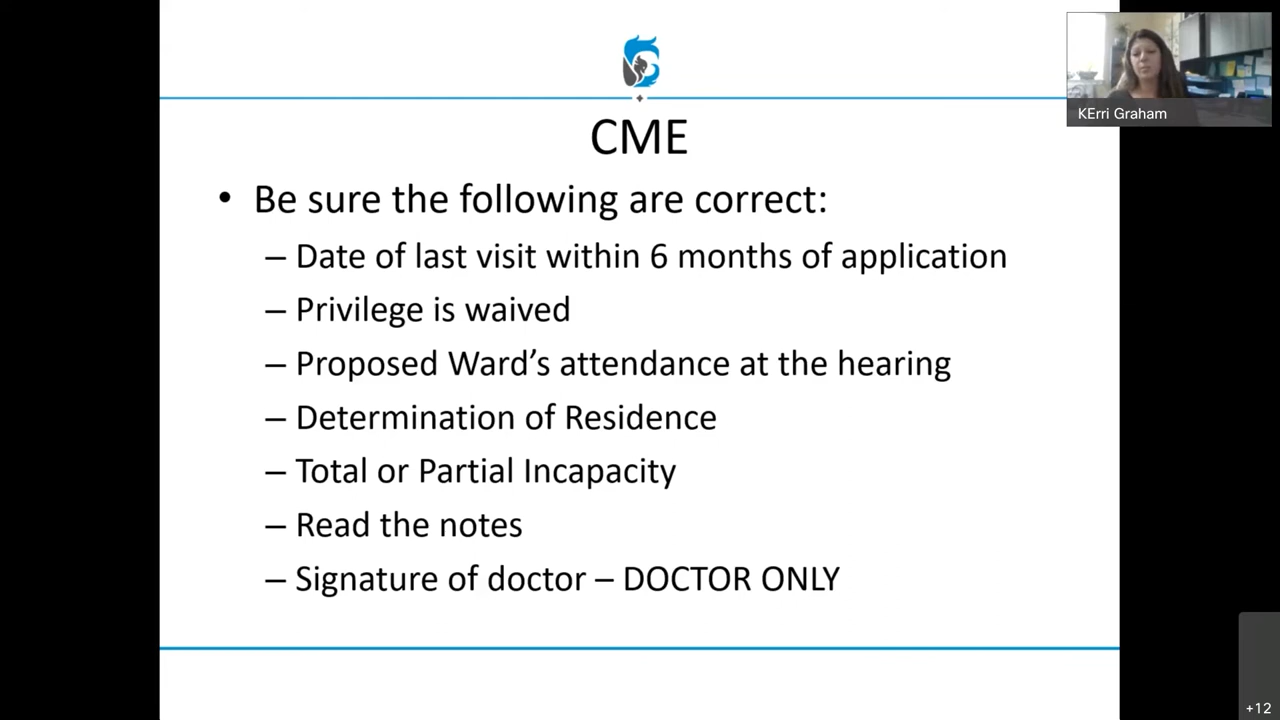 KErri Graham
CME
• Be sure the following are correct:
– Date of last visit within 6 months of application
– Privilege is waived
– Proposed Ward’s attendance at the hearing
– Determination of Residence
– Total or Partial Incapacity
– Read the notes
– Signature of doctor – DOCTOR ONLY
+12